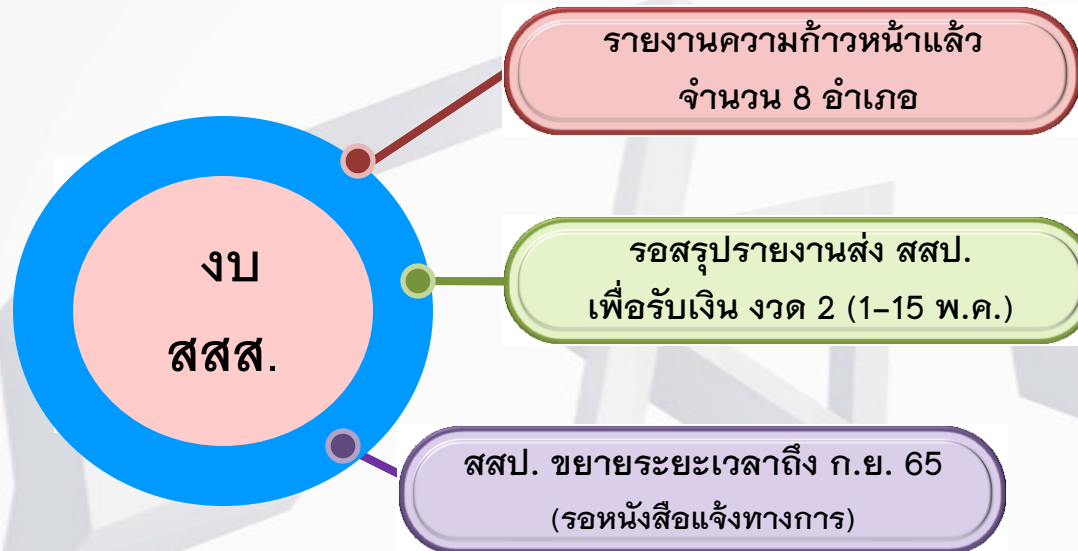 งบ
สสส.
รายงานความก้าวหน้าแล้ว
จำนวน 8 อำเภอ
รอสรุปรายงานส่ง สสป.
เพื่อรับเงิน งวด 2 (1-15 พ.ค.)
สสป. ขยายระยะเวลาถึง ก.ย. 65
(รอหนังสือแจ้งทางการ)